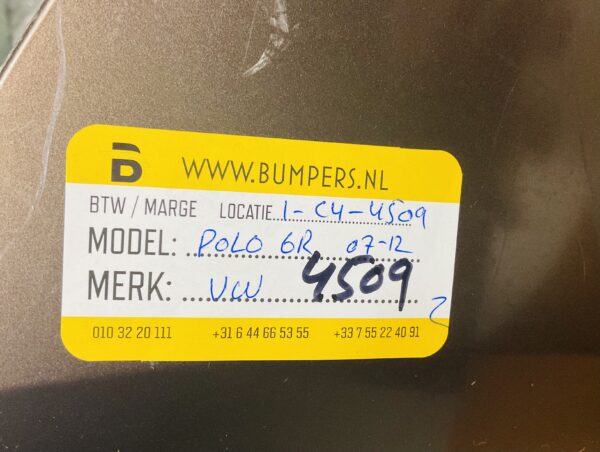 B WWW.BUMPERS.NL
BTW / MARGE LOCATIE 1-C4-4509
MODEL: POLO 6R 07-12
MERK: VW 4509
010 32 20 111 +31 6 44 66 53 55 +33 7 55 22 40 91